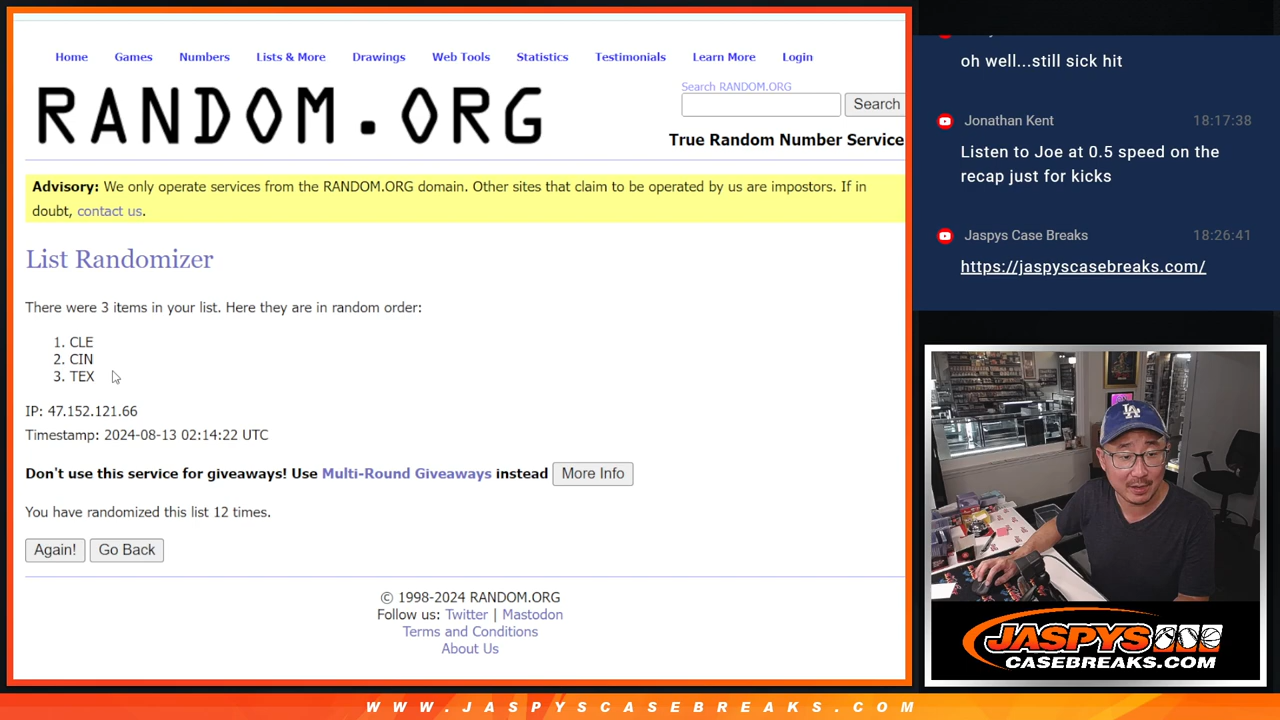 Home Games Numbers Lists & More Drawings Web Tools Statistics Testimonials Learn More Login
RANDOM.ORG
Search RANDOM.ORG
Search
True Random Number Service
Advisory: We only operate services from the RANDOM.ORG domain. Other sites that claim to be operated by us are impostors. If in
doubt, contact us.
List Randomizer
There were 3 items in your list. Here they are in random order:
1. CLE
2. CIN
3. TEX
IP: 47.152.121.66
Timestamp: 2024-08-13 02:14:22 UTC
Don't use this service for giveaways! Use Multi-Round Giveaways instead More Info
You have randomized this list 12 times.
Again! Go Back
© 1998-2024 RANDOM.ORG
Follow us: Twitter | Mastodon
Terms and Conditions
About Us
oh well...still sick hit
Jonathan Kent 18:17:38
Listen to Joe at 0.5 speed on the
recap just for kicks
Jaspys Case Breaks 18:26:41
https://jaspyscasebreaks.com/
LA
JASPYS
CASEBREAKS.COM
WWW.JASPYSCASEBREAKS.COM